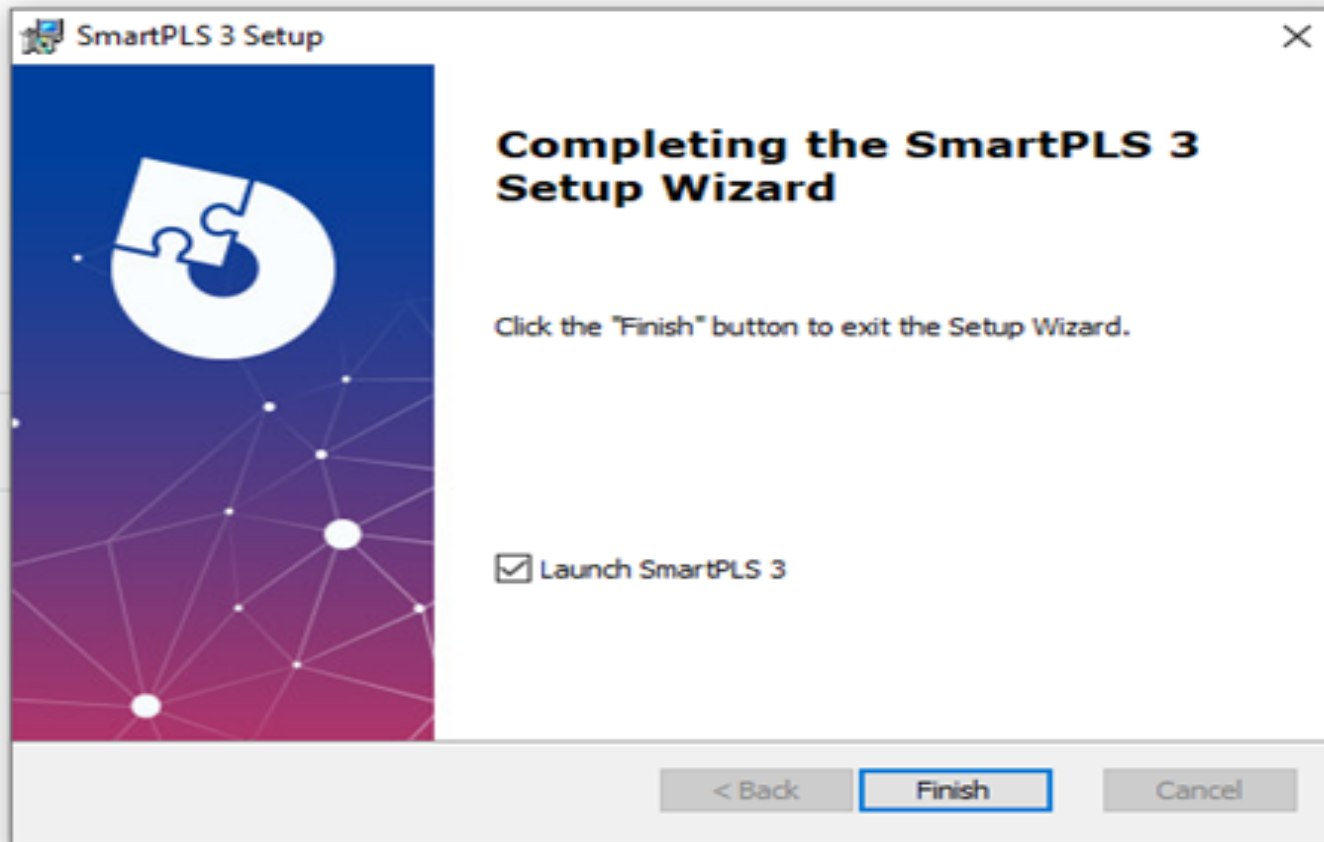 SmartPLS 3 Setup
Completing the SmartPLS 3
Setup Wizard
Click the "Finish" button to exit the Setup Wizard.
Launch SmartPLS 3
< Back
Finish
Cancel